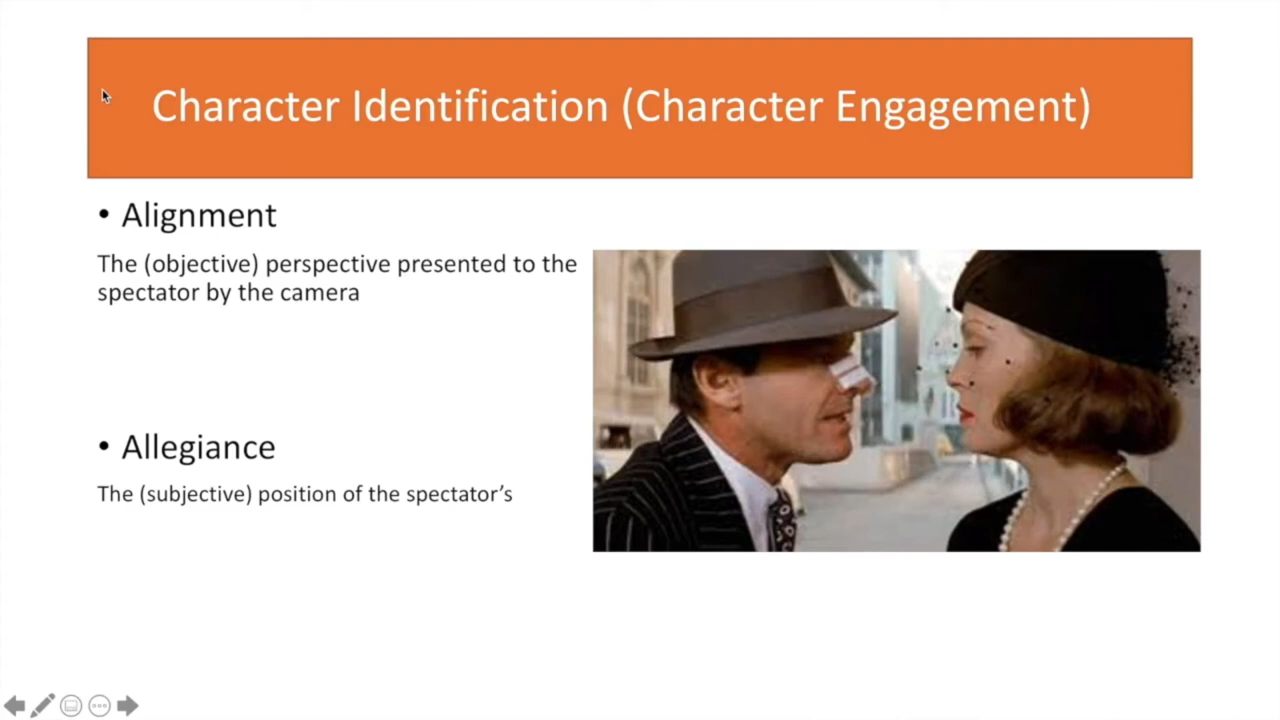 Character Identification (Character Engagement)
• Alignment
The (objective) perspective presented to the
spectator by the camera
• Allegiance
The (subjective) position of the spectator’s